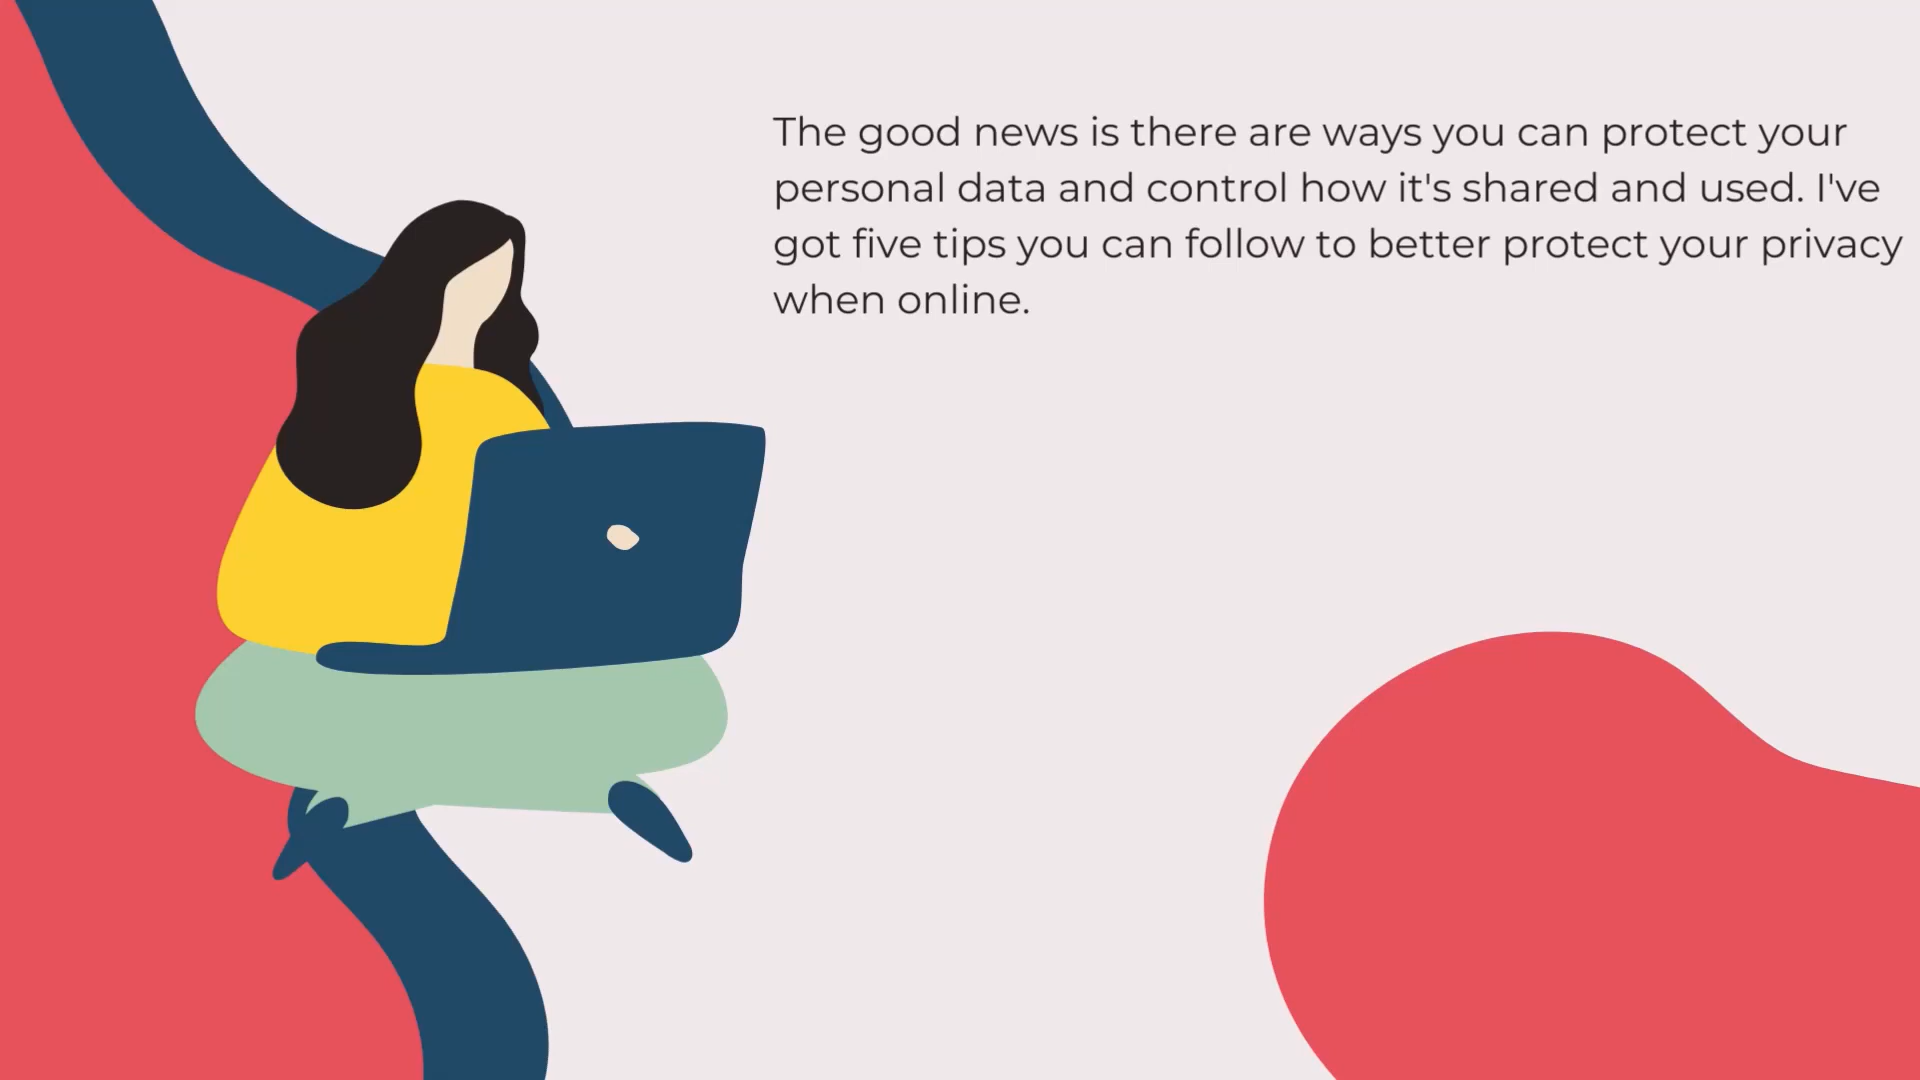 The good news is there are ways you can protect your
personal data and control how it's shared and used. I've
got five tips you can follow to better protect your privacy
when online.